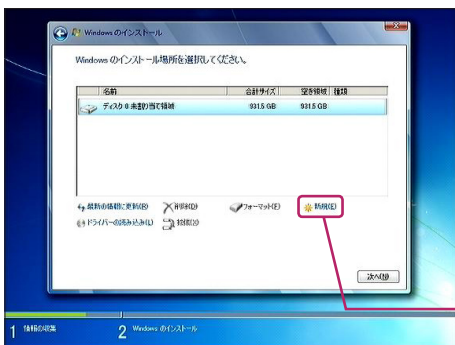 Windows のインストール
Windows のインストール場所を選択してください。
名前 合計サイズ 空き領域 種類
ディスク 0 未割り当て領域 931.5 GB 931.5 GB
最新の情報に更新(R) 削除(D) フォーマット(F) 新規(E)
ドライバーの読み込み(L) 拡張(X)
次へ(N)
1 情報の収集 2 Windows のインストール